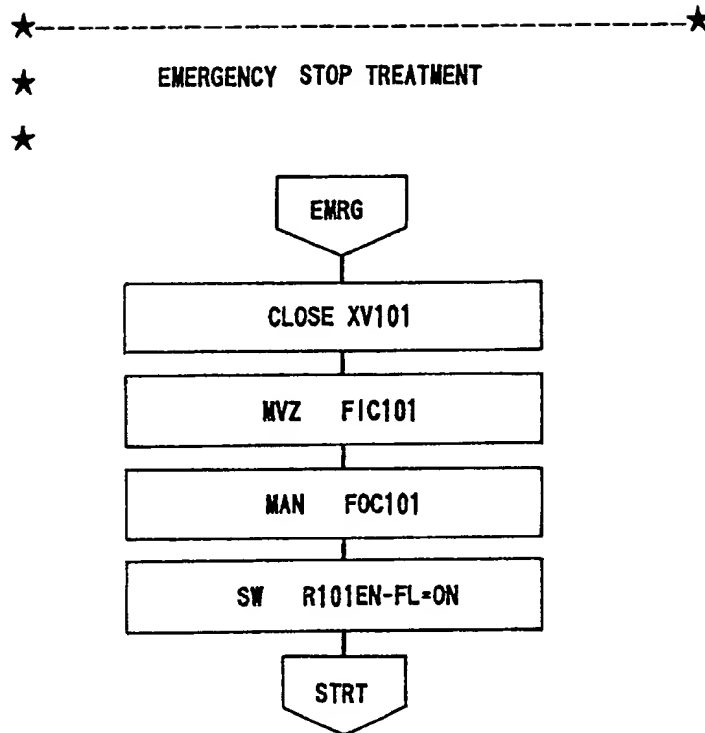 EMERGENCY STOP TREATMENT
EMRG
CLOSE XV101
MVZ FIC101
MAN FOC101
SW R101EN-FL=ON
STRT